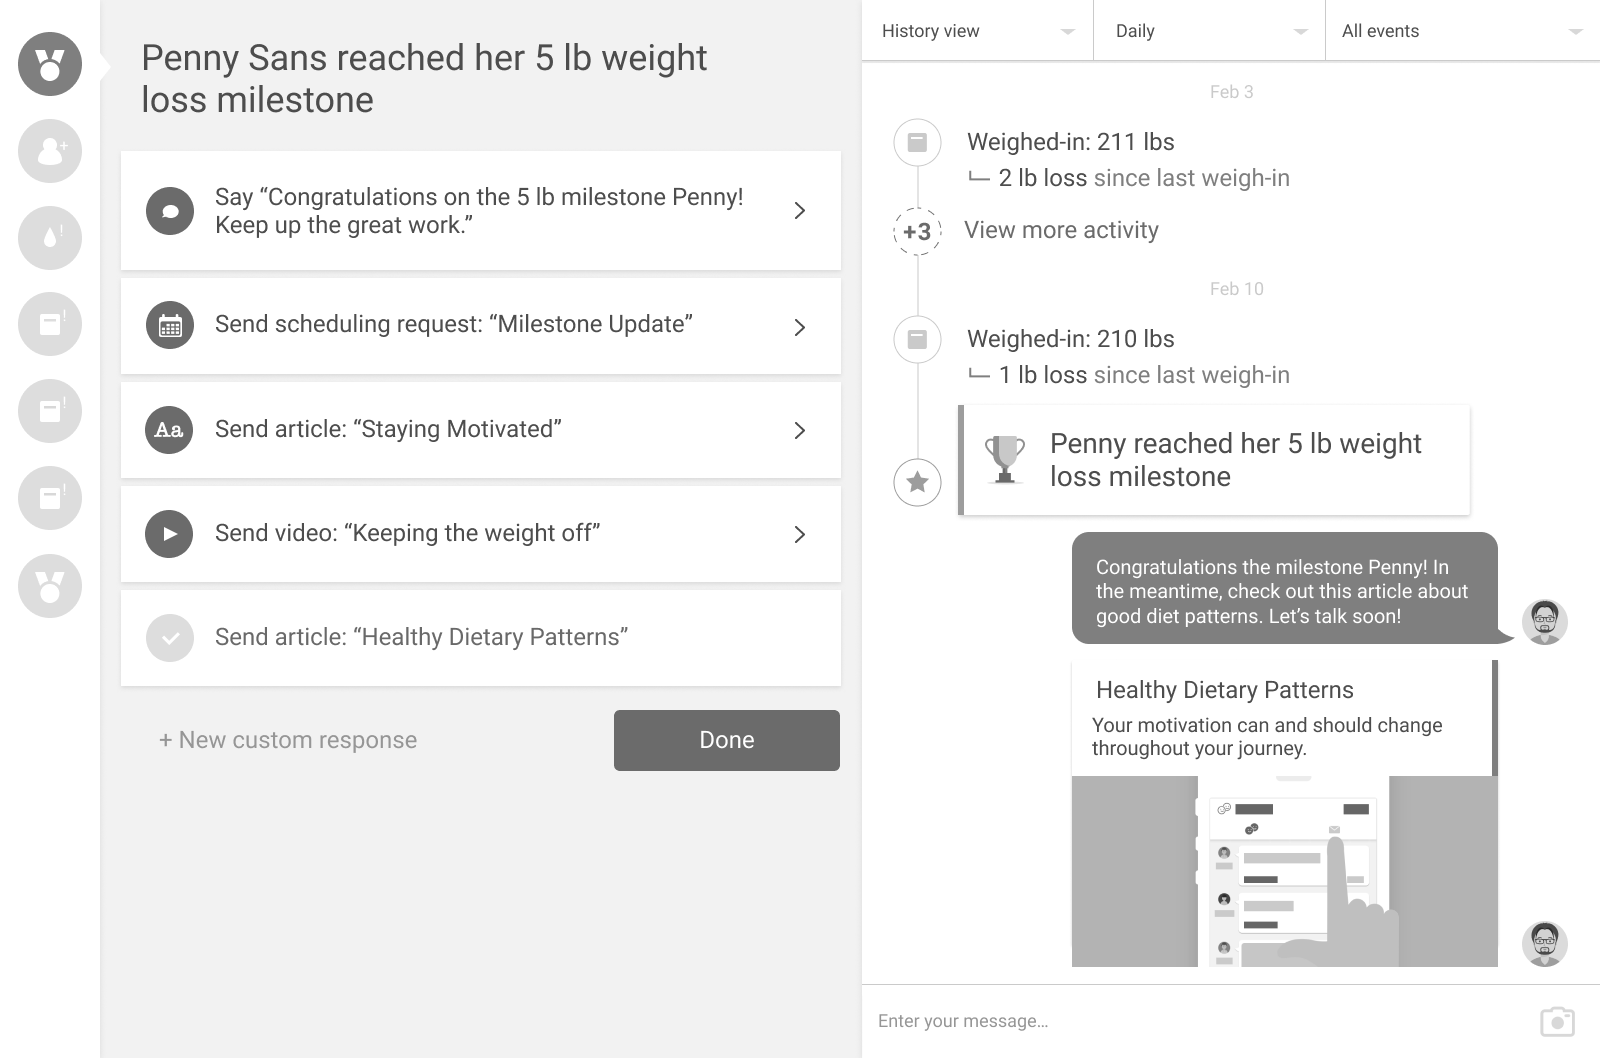 Penny Sans reached her 5 lb weight
loss milestone
Say “Congratulations on the 5 lb milestone Penny!
Keep up the great work.”
Send scheduling request: “Milestone Update”
Aa
Send article: “Staying Motivated”
Send video: “Keeping the weight off”
Send article: “Healthy Dietary Patterns”
+ New custom response
Done
History view
Daily
All events
Feb 3
Weighed-in: 211 lbs
2 lb loss since last weigh-in
+3
View more activity
Feb 10
Weighed-in: 210 lbs
1 lb loss since last weigh-in
Penny reached her 5 lb weight
loss milestone
Congratulations the milestone Penny! In
the meantime, check out this article about
good diet patterns. Let’s talk soon!
Healthy Dietary Patterns
Your motivation can and should change
throughout your journey.
Enter your message...